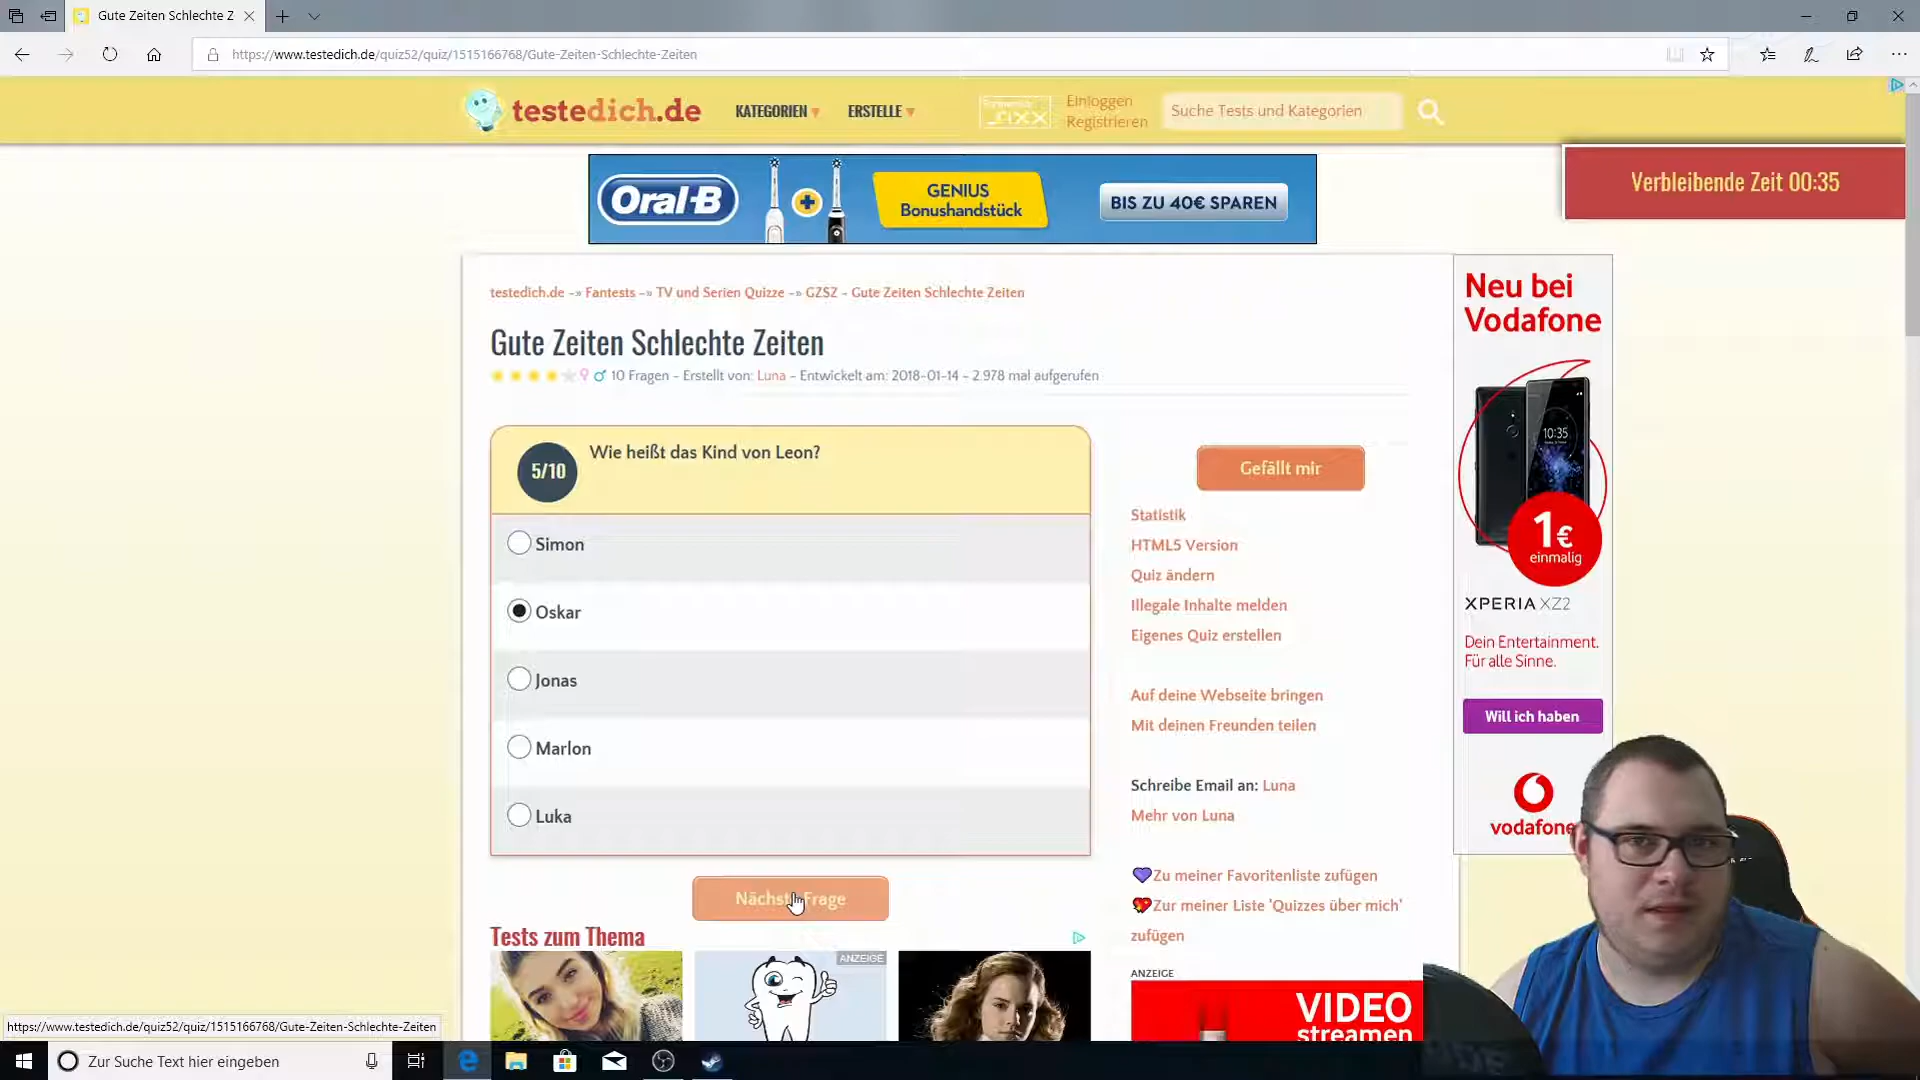 Gute Zeiten Schlechte Z
https://www.testedich.de/quiz52/quiz/1515166768/Gute-Zeiten-Schlechte-Zeiten
testedich.de
KATEGORIEN
ERSTELLE
Einloggen
Registrieren
Suche Tests und Kategorien
Verbleibende Zeit 00:35
Oral-B
GENIUS
Bonushandstück
BIS ZU 40€ SPAREN
testedich.de -» Fantests -» TV und Serien Quizze -» GZSZ - Gute Zeiten Schlechte Zeiten
Gute Zeiten Schlechte Zeiten
10 Fragen - Erstellt von: Luna - Entwickelt am: 2018-01-14 - 2.978 mal aufgerufen
5/10
Wie heißt das Kind von Leon?
Simon
Oskar
Jonas
Marlon
Luka
Nächste Frage
Tests zum Thema
ANZEIGE
Gefällt mir
Statistik
HTML5 Version
Quiz ändern
Illegale Inhalte melden
Eigenes Quiz erstellen
Auf deine Webseite bringen
Mit deinen Freunden teilen
Schreibe Email an: Luna
Mehr von Luna
Zu meiner Favoritenliste zufügen
Zur meiner Liste 'Quizzes über mich'
zufügen
ANZEIGE
VIDEO
streamen
Neu bei
Vodafone
10:35
1€
einmalig
XPERIA XZ2
Dein Entertainment.
Für alle Sinne.
Will ich haben
vodafone
https://www.testedich.de/quiz52/quiz/1515166768/Gute-Zeiten-Schlechte-Zeiten
Zur Suche Text hier eingeben